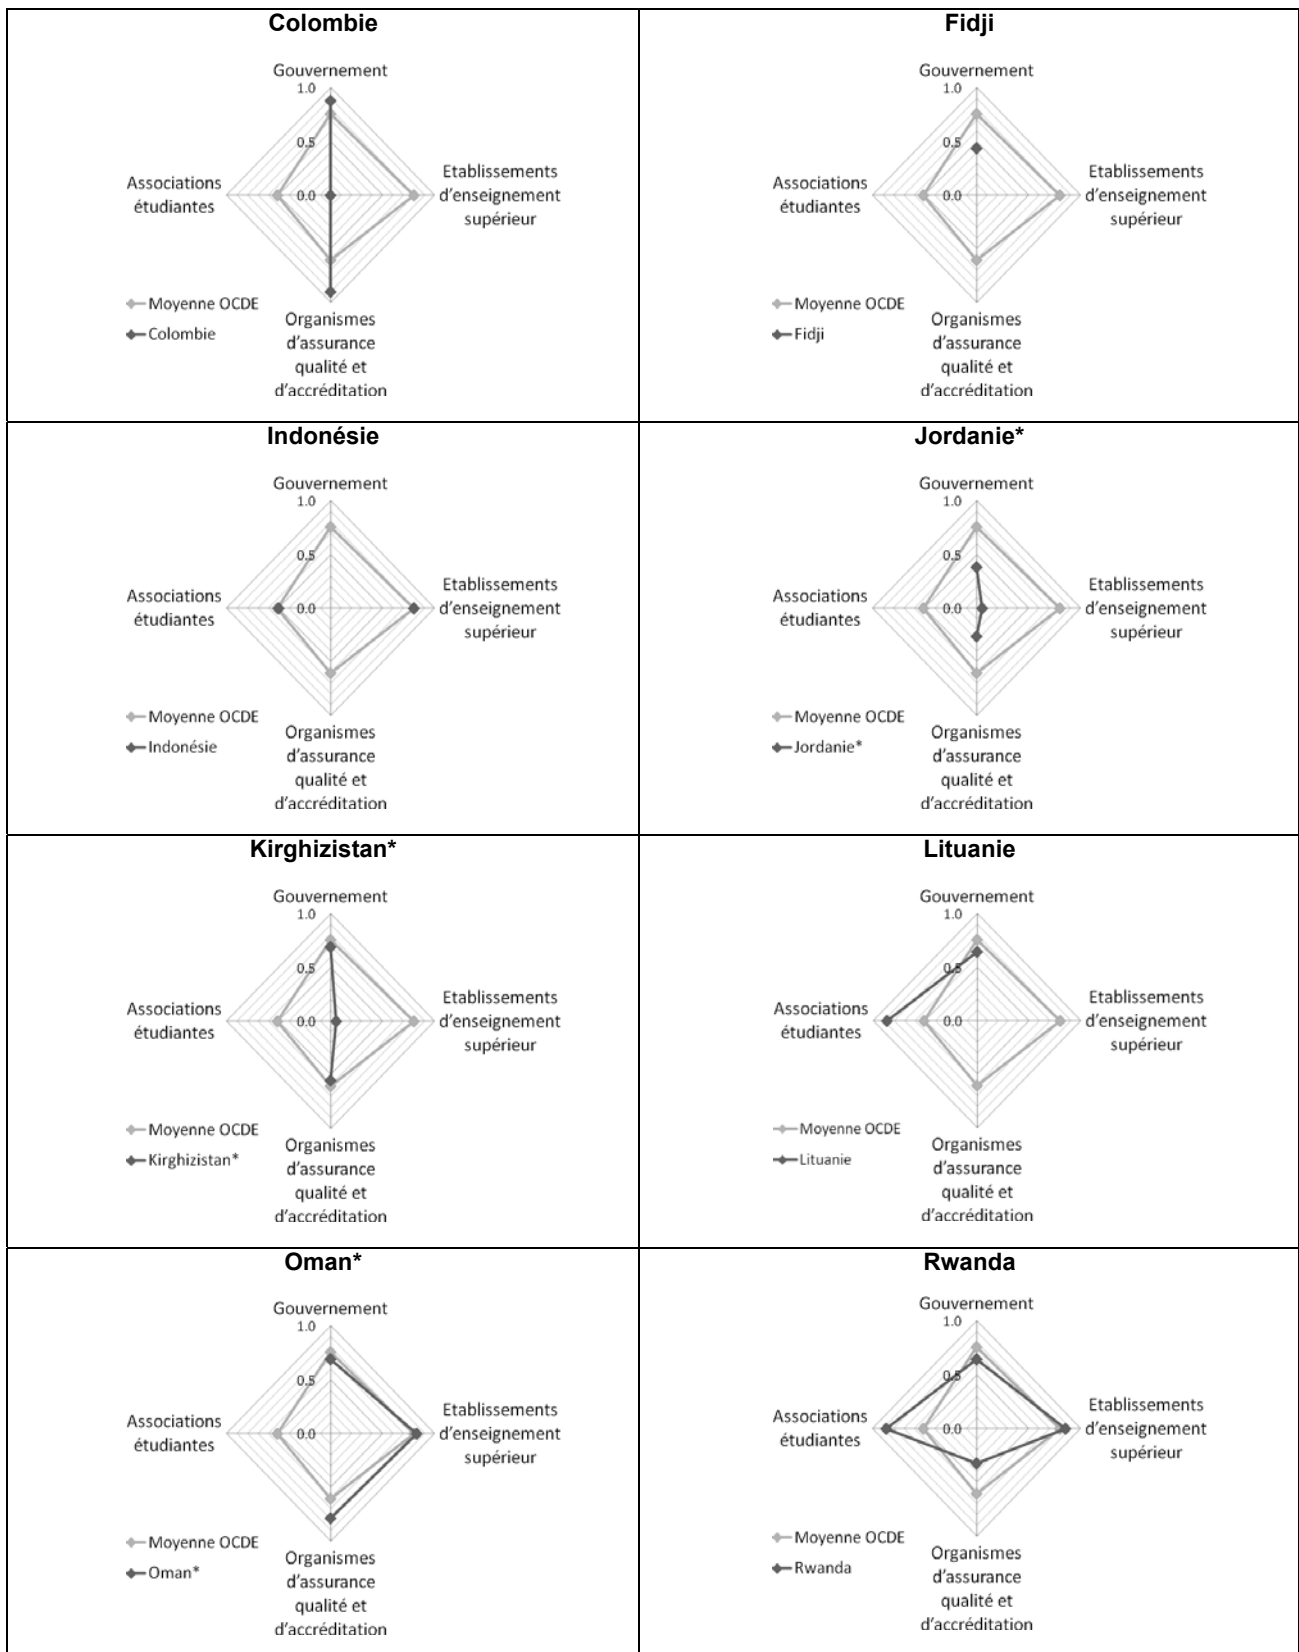 Colombie
Gouvernement
1.0
0.5
0.0
Associations
étudiantes
Etablissements
d'enseignement
supérieur
Moyenne OCDE
Colombie
Organismes
d'assurance
qualité et
d'accréditation
Fidji
Gouvernement
1.0
0.5
0.0
Associations
étudiantes
Etablissements
d'enseignement
supérieur
Moyenne OCDE
Fidji
Organismes
d'assurance
qualité et
d'accréditation
Indonésie
Gouvernement
1.0
0.5
0.0
Associations
étudiantes
Etablissements
d'enseignement
supérieur
Moyenne OCDE
Indonésie
Organismes
d'assurance
qualité et
d'accréditation
Jordanie*
Gouvernement
1.0
0.5
0.0
Associations
étudiantes
Etablissements
d'enseignement
supérieur
Moyenne OCDE
Jordanie*
Organismes
d'assurance
qualité et
d'accréditation
Kirghizistan*
Gouvernement
1.0
0.5
0.0
Associations
étudiantes
Etablissements
d'enseignement
supérieur
Moyenne OCDE
Kirghizistan*
Organismes
d'assurance
qualité et
d'accréditation
Lituanie
Gouvernement
1.0
0.5
0.0
Associations
étudiantes
Etablissements
d'enseignement
supérieur
Moyenne OCDE
Lituanie
Organismes
d'assurance
qualité et
d'accréditation
Oman*
Gouvernement
1.0
0.5
0.0
Associations
étudiantes
Etablissements
d'enseignement
supérieur
Moyenne OCDE
Oman*
Organismes
d'assurance
qualité et
d'accréditation
Rwanda
Gouvernement
1.0
0.5
0.0
Associations
étudiantes
Etablissements
d'enseignement
supérieur
Moyenne OCDE
Rwanda
Organismes
d'assurance
qualité et
d'accréditation